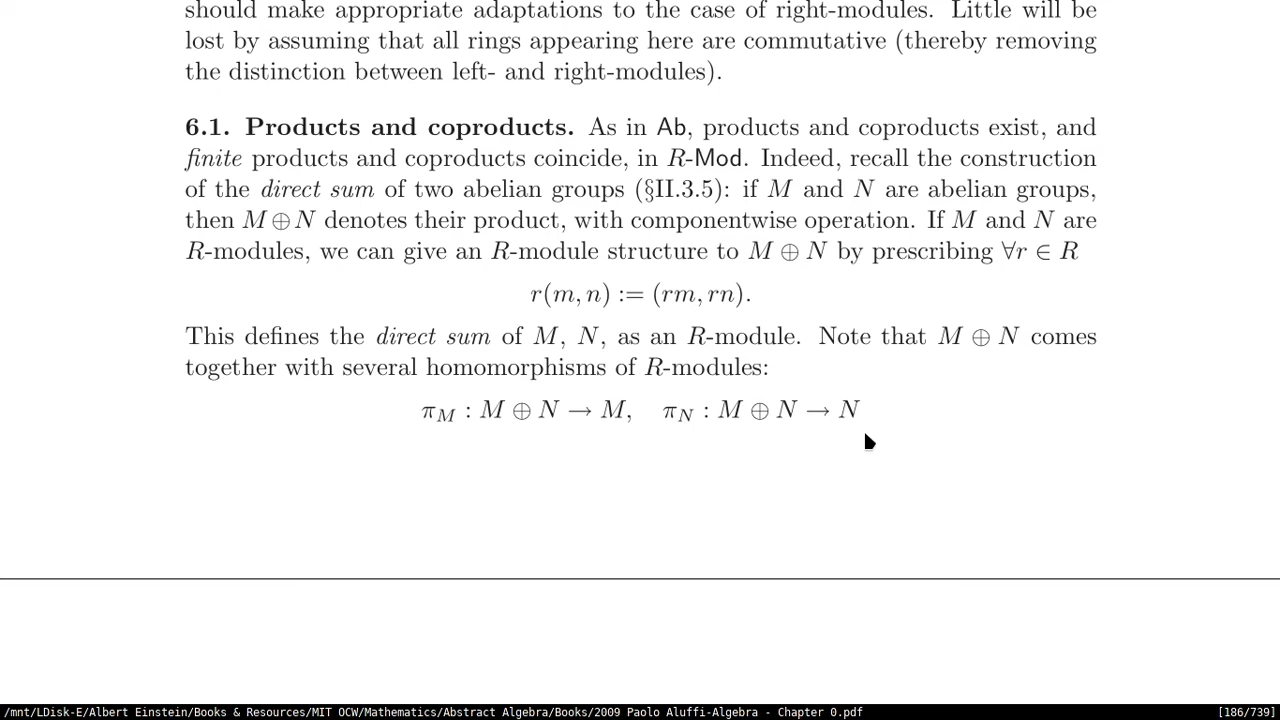 should make appropriate adaptations to the case of right-modules. Little will be
lost by assuming that all rings appearing here are commutative (thereby removing
the distinction between left- and right-modules).
6.1. Products and coproducts. As in Ab, products and coproducts exist, and
finite products and coproducts coincide, in R-Mod. Indeed, recall the construction
of the direct sum of two abelian groups (§II.3.5): if M and N are abelian groups,
then M ⊕ N denotes their product, with componentwise operation. If M and N are
R-modules, we can give an R-module structure to M ⊕ N by prescribing ∀r ∈ R
r(m, n) := (rm, rn).
This defines the direct sum of M, N, as an R-module. Note that M ⊕ N comes
together with several homomorphisms of R-modules:
π_M : M ⊕ N → M, π_N : M ⊕ N → N
/mnt/LDisk-E/Albert Einstein/Books & Resources/MIT OCW/Mathematics/Abstract Algebra/Books/2009 Paolo Aluffi-Algebra - Chapter 0.pdf [186/739]